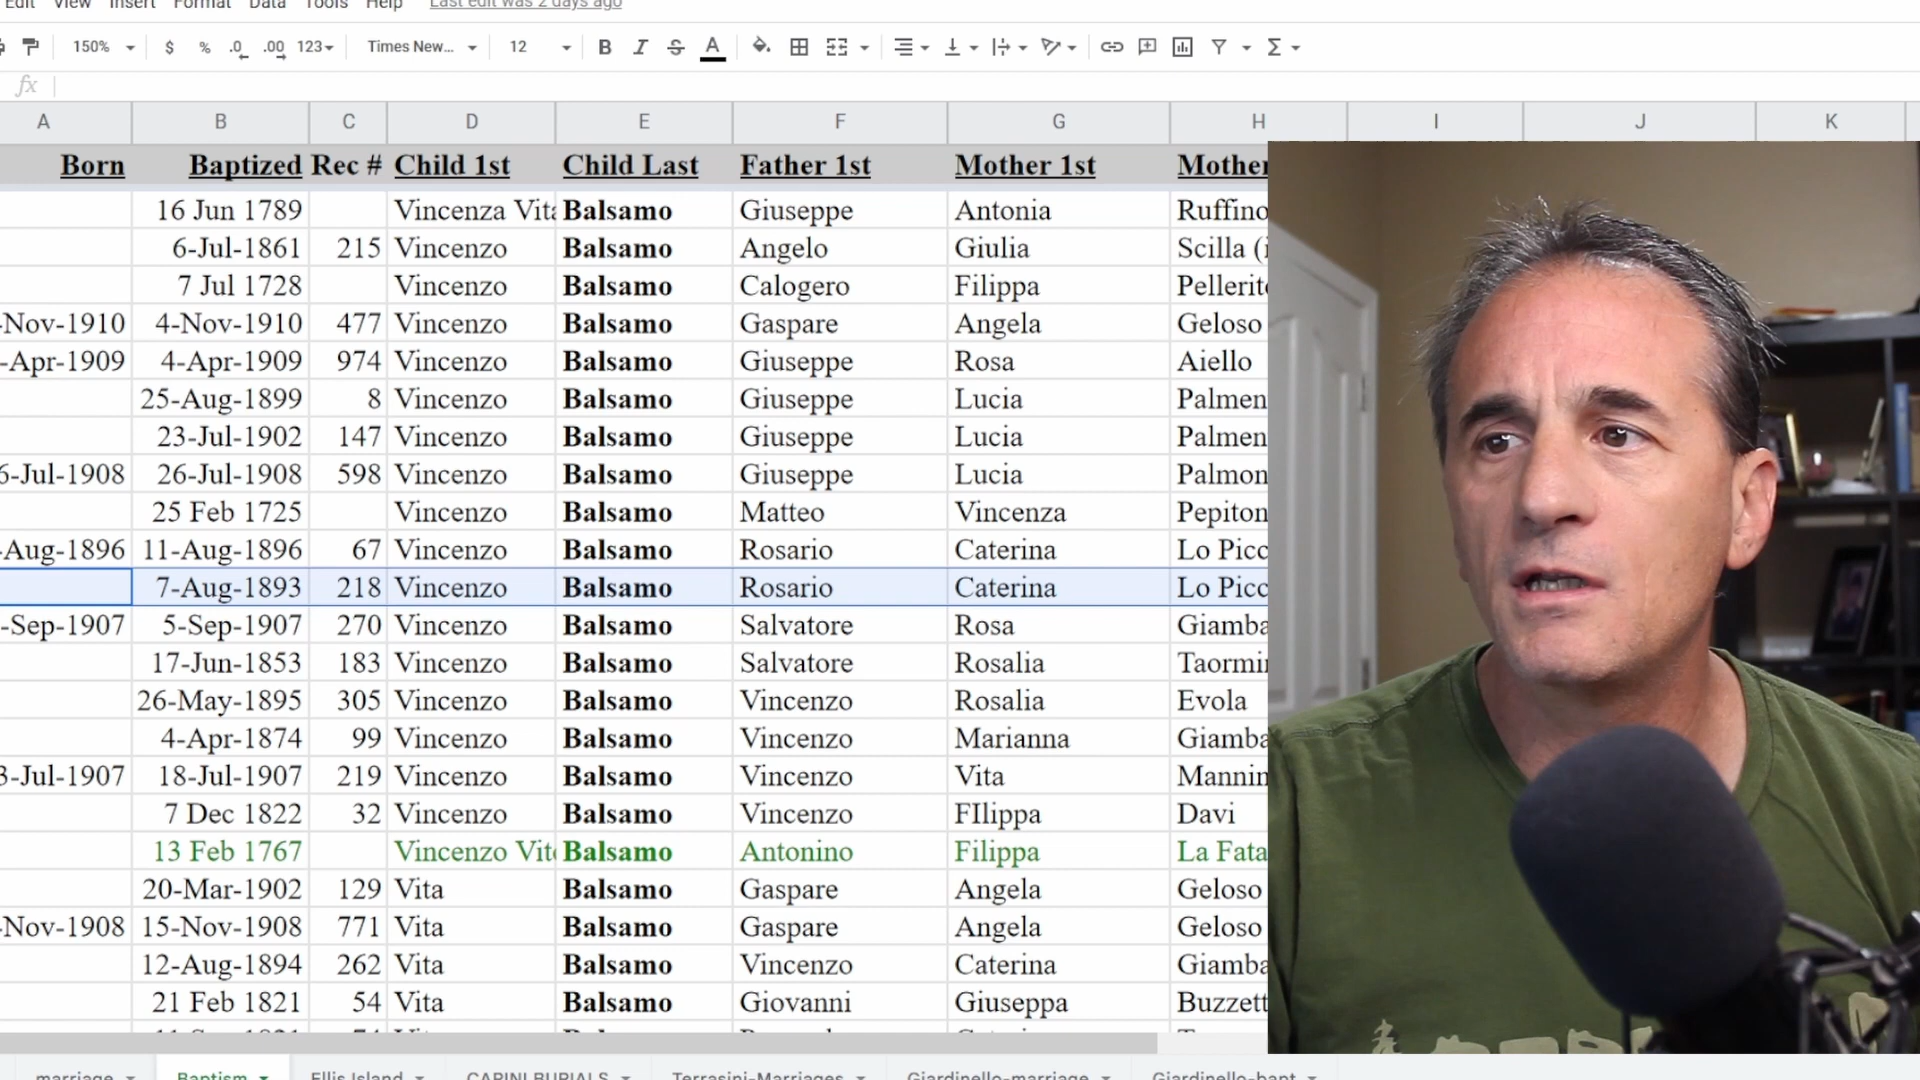 Edit View Insert Format Data Tools Help Last edit was 2 days ago
150% $ % .0 .00 123 Times New... 12 B I S A
fx
A B C D E F G H I J K
Born Baptized Rec # Child 1st Child Last Father 1st Mother 1st Mother
16 Jun 1789 Vincenza Vita Balsamo Giuseppe Antonia Ruffino
6-Jul-1861 215 Vincenzo Balsamo Angelo Giulia Scilla (i
7 Jul 1728 Vincenzo Balsamo Calogero Filippa Pellerit
-Nov-1910 4-Nov-1910 477 Vincenzo Balsamo Gaspare Angela Geloso
-Apr-1909 4-Apr-1909 974 Vincenzo Balsamo Giuseppe Rosa Aiello
25-Aug-1899 8 Vincenzo Balsamo Giuseppe Lucia Palmen
23-Jul-1902 147 Vincenzo Balsamo Giuseppe Lucia Palmen
6-Jul-1908 26-Jul-1908 598 Vincenzo Balsamo Giuseppe Lucia Palmon
25 Feb 1725 Vincenzo Balsamo Matteo Vincenza Pepiton
-Aug-1896 11-Aug-1896 67 Vincenzo Balsamo Rosario Caterina Lo Picc
7-Aug-1893 218 Vincenzo Balsamo Rosario Caterina Lo Picc
-Sep-1907 5-Sep-1907 270 Vincenzo Balsamo Salvatore Rosa Giamba
17-Jun-1853 183 Vincenzo Balsamo Salvatore Rosalia Taormi
26-May-1895 305 Vincenzo Balsamo Vincenzo Rosalia Evola
4-Apr-1874 99 Vincenzo Balsamo Vincenzo Marianna Giamba
3-Jul-1907 18-Jul-1907 219 Vincenzo Balsamo Vincenzo Vita Mannin
7 Dec 1822 32 Vincenzo Balsamo Vincenzo FIlippa Davi
13 Feb 1767 Vincenzo Vito Balsamo Antonino Filippa La Fata
20-Mar-1902 129 Vita Balsamo Gaspare Angela Geloso
-Nov-1908 15-Nov-1908 771 Vita Balsamo Gaspare Angela Geloso
12-Aug-1894 262 Vita Balsamo Vincenzo Caterina Giamba
21 Feb 1821 54 Vita Balsamo Giovanni Giuseppa Buzzett
marriage Baptism Ellis Island CARINI BURIALS Terrasini-Marriages Giardinello-marriage Giardinello-bapt